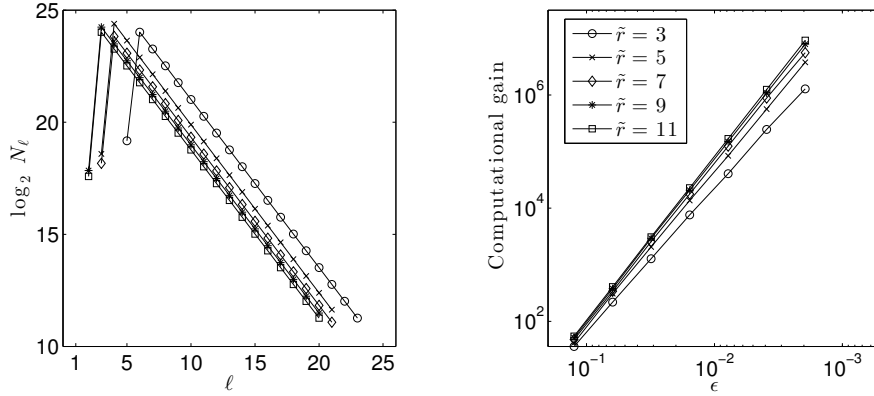 25
20
15
10
log₂ Nℓ
1 5 10 15 20 25
ℓ
10⁶
10⁴
10²
Computational gain
r̃ = 3
r̃ = 5
r̃ = 7
r̃ = 9
r̃ = 11
10⁻¹ 10⁻² 10⁻³
ϵ